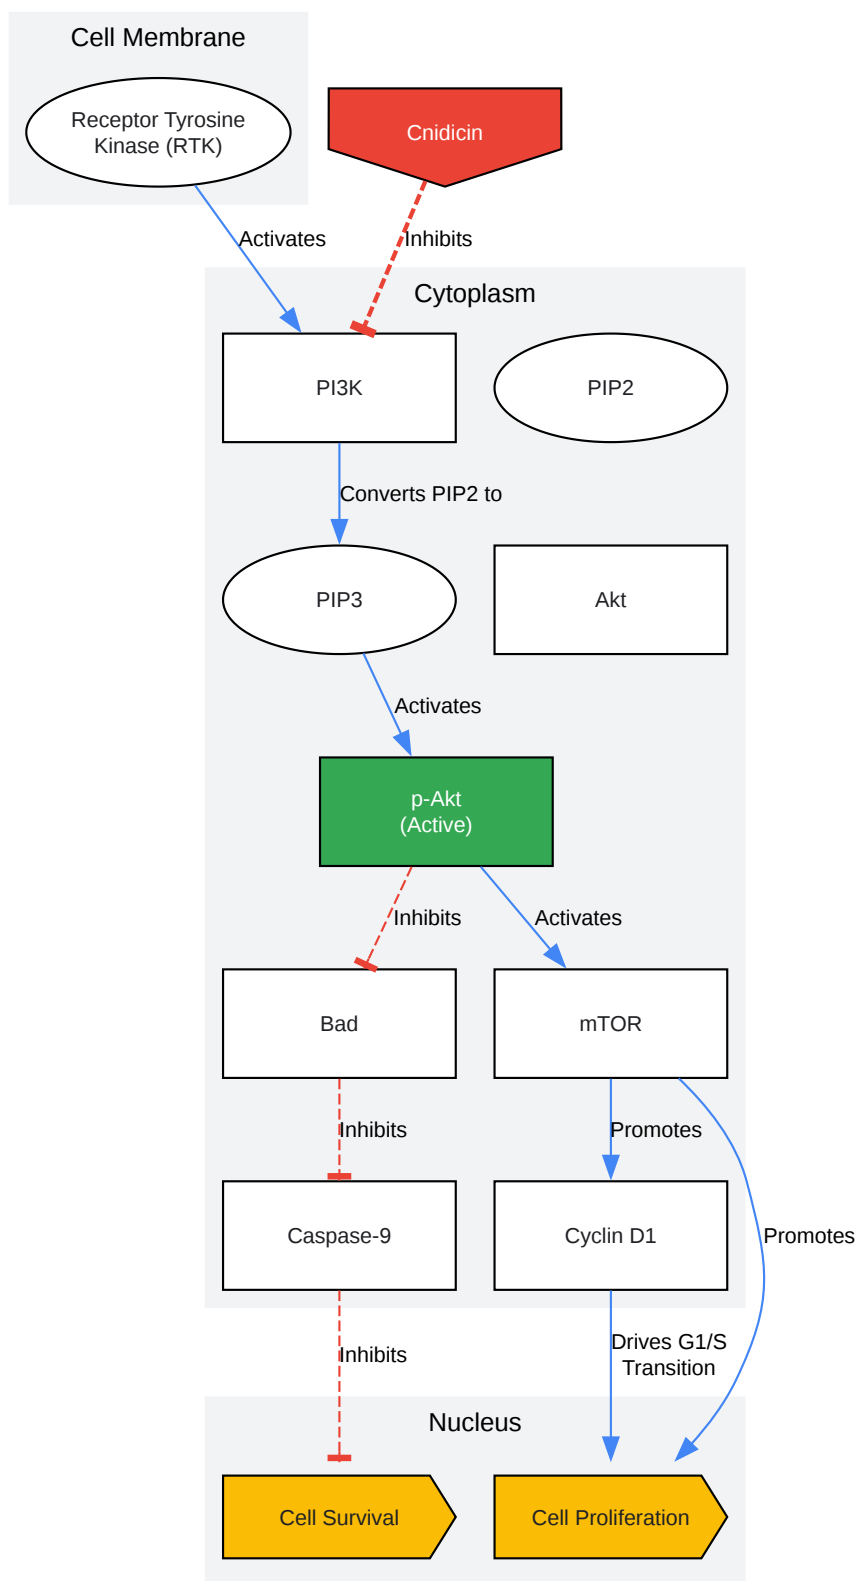 Cell Membrane
Receptor Tyrosine
Kinase (RTK)
Cnidicin
Activates
Inhibits
Cytoplasm
PI3K
PIP2
Converts PIP2 to
PIP3
Akt
Activates
p-Akt
(Active)
Inhibits
Activates
Bad
mTOR
Inhibits
Promotes
Caspase-9
Cyclin D1
Promotes
Inhibits
Drives G1/S
Transition
Nucleus
Cell Survival
Cell Proliferation